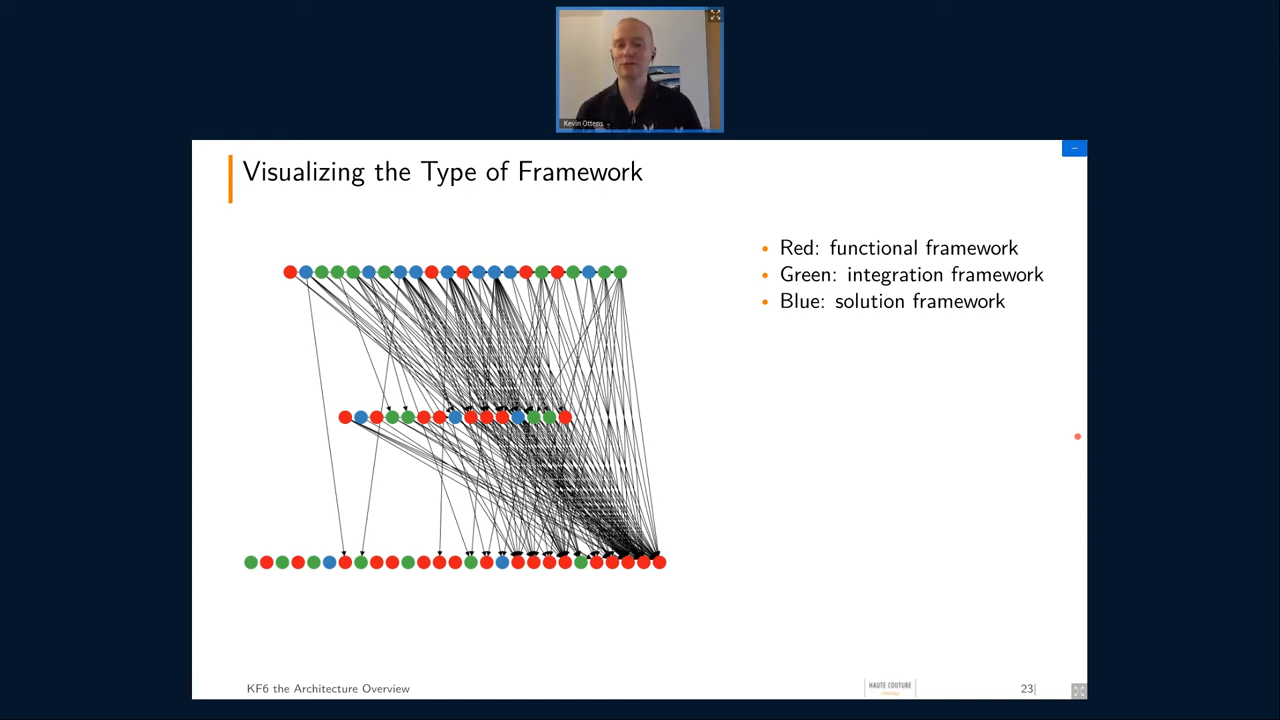 Kevin Ottens
Visualizing the Type of Framework
• Red: functional framework
• Green: integration framework
• Blue: solution framework
KF6 the Architecture Overview
HAUTE COUTURE
23